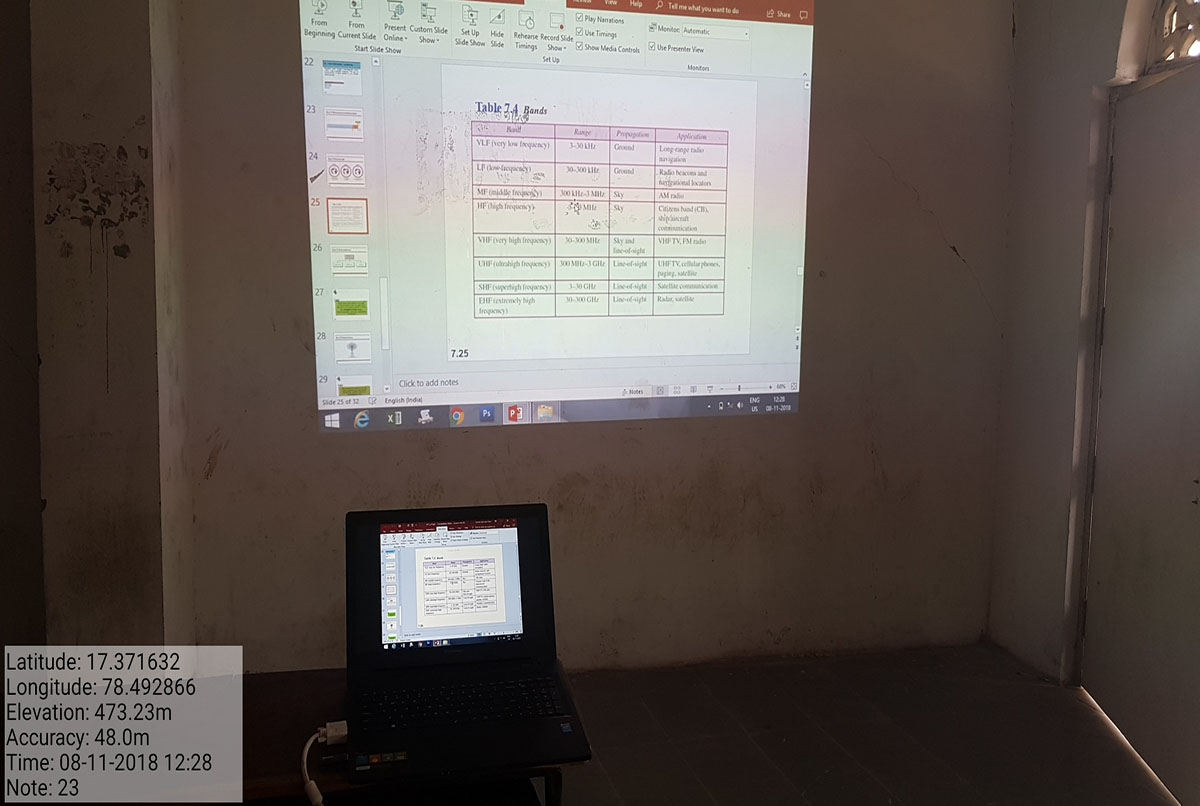 Review View Help Tell me what you want to do Share
From Beginning
From Current Slide
Present Online
Custom Slide Show
Set Up Slide Show
Hide Slide
Rehearse Timings
Record Slide Show
Play Narrations
Use Timings
Show Media Controls
Monitor: Automatic
Use Presenter View
Start Slide Show
Set Up
Monitors
22
23
24
25
26
27
28
29
Table 7.4 Bands
Band Range Propagation Application
VLF (very low frequency) 3–30 kHz Ground Long-range radio
navigation
LF (low frequency) 30–300 kHz Ground Radio beacons and
navigational locators
MF (middle frequency) 300 kHz–3 MHz Sky AM radio
HF (high frequency) MHz Sky Citizens band (CB),
ship/aircraft
communication
VHF (very high frequency) 30–300 MHz Sky and VHF TV, FM radio
line-of-sight
UHF (ultrahigh frequency) 300 MHz–3 GHz Line-of-sight UHF TV, cellular phones,
paging, satellite
SHF (superhigh frequency) 3–30 GHz Line-of-sight Satellite communication
EHF (extremely high 30–300 GHz Line-of-sight Radar, satellite
frequency)
7.25
Click to add notes
Slide 25 of 32 English (India) Notes 60%
Ps
ENG 12:28
US 08-11-2018
Table 7.4 Bands
Latitude: 17.371632
Longitude: 78.492866
Elevation: 473.23m
Accuracy: 48.0m
Time: 08-11-2018 12:28
Note: 23